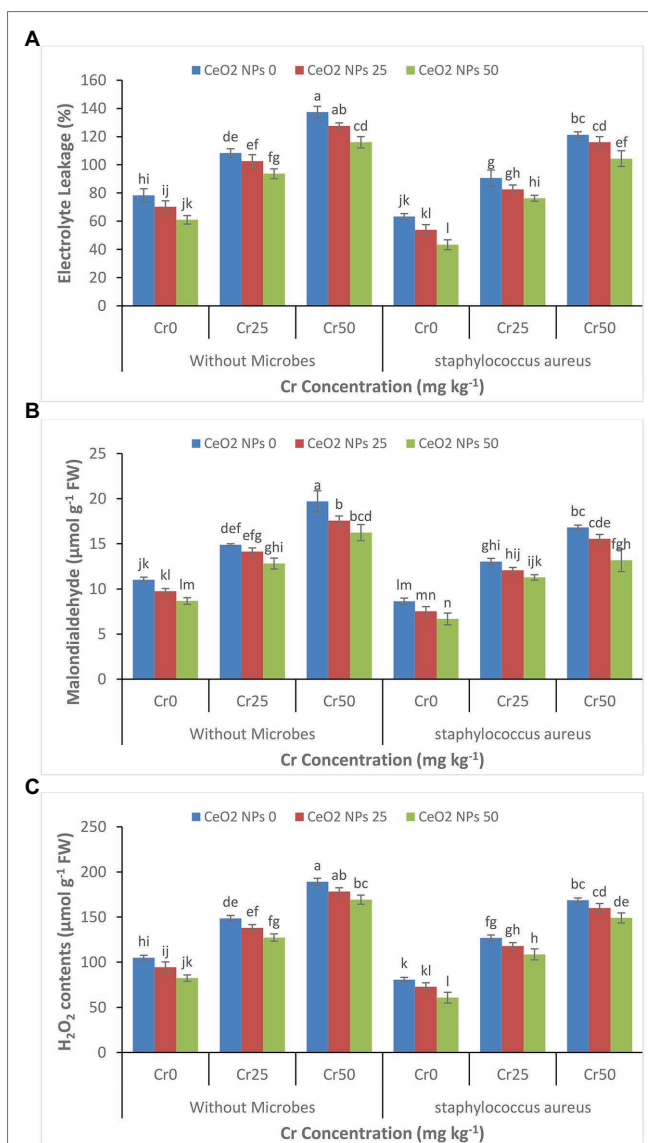 A
CeO2 NPs 0 CeO2 NPs 25 CeO2 NPs 50
Electrolyte Leakage (%)
160
140
120
100
80
60
40
20
0
hi ij jk de ef fg a ab cd jk kl l g gh hi bc cd ef
Cr0 Cr25 Cr50 Cr0 Cr25 Cr50
Without Microbes staphylococcus aureus
Cr Concentration (mg kg⁻¹)
B
CeO2 NPs 0 CeO2 NPs 25 CeO2 NPs 50
Malondialdehyde (µmol g⁻¹ FW)
25
20
15
10
5
0
jk kl lm def efg ghi a b bcd lm mn n ghi hij ijk bc cde fgh
Cr0 Cr25 Cr50 Cr0 Cr25 Cr50
Without Microbes staphylococcus aureus
Cr Concentration (mg kg⁻¹)
C
CeO2 NPs 0 CeO2 NPs 25 CeO2 NPs 50
H₂O₂ contents (µmol g⁻¹ FW)
250
200
150
100
50
0
hi ij jk de ef fg a ab bc k kl l fg gh h bc cd de
Cr0 Cr25 Cr50 Cr0 Cr25 Cr50
Without Microbes staphylococcus aureus
Cr Concentration (mg kg⁻¹)